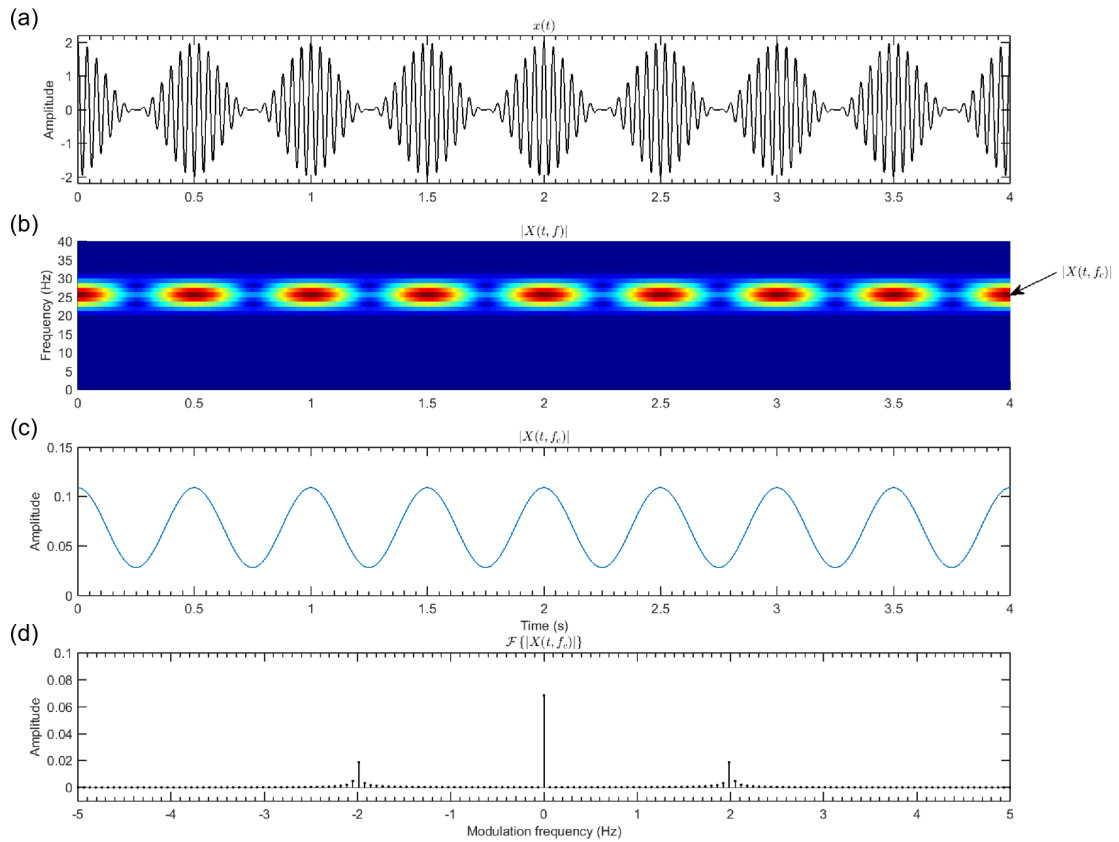 (a)
x(t)
Amplitude
2
1
0
-1
-2
0 0.5 1 1.5 2 2.5 3 3.5 4
(b)
|X(t, f)|
Frequency (Hz)
40
35
30
25
20
15
10
5
0
|X(t, f_c)|
0 0.5 1 1.5 2 2.5 3 3.5 4
(c)
|X(t, f_c)|
Amplitude
0.15
0.1
0.05
0
0 0.5 1 1.5 2 2.5 3 3.5 4
Time (s)
(d)
ℱ{|X(t, f_c)|}
Amplitude
0.1
0.08
0.06
0.04
0.02
0
-5 -4 -3 -2 -1 0 1 2 3 4 5
Modulation frequency (Hz)